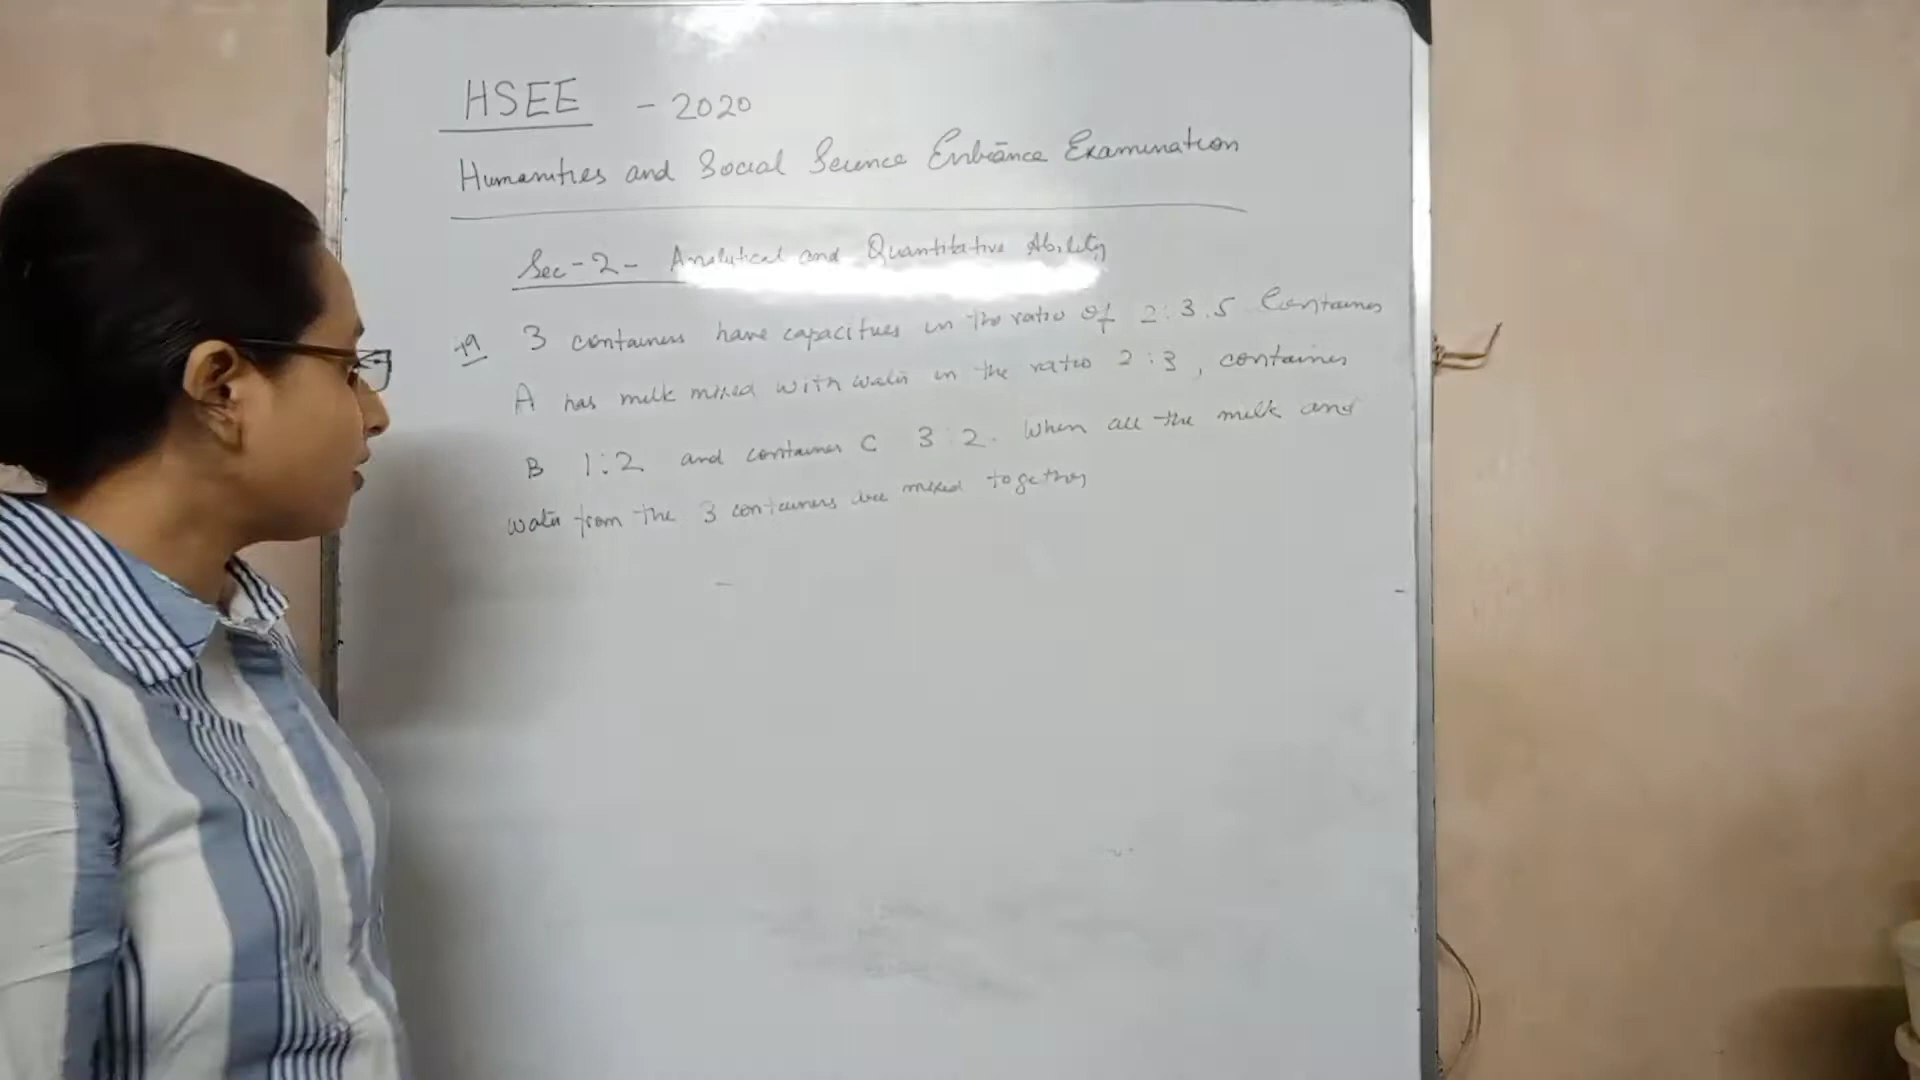 HSEE - 2020
Humanities and Social Science Entrance Examination
Sec-2- Analytical and Quantitative Ability
3 containers have capacities in the ratio of 2:3.5 Container
A has milk mixed with water in the ratio 2:3, container
B 1:2 and container C 3:2. When all the milk and
water from the 3 containers are mixed together